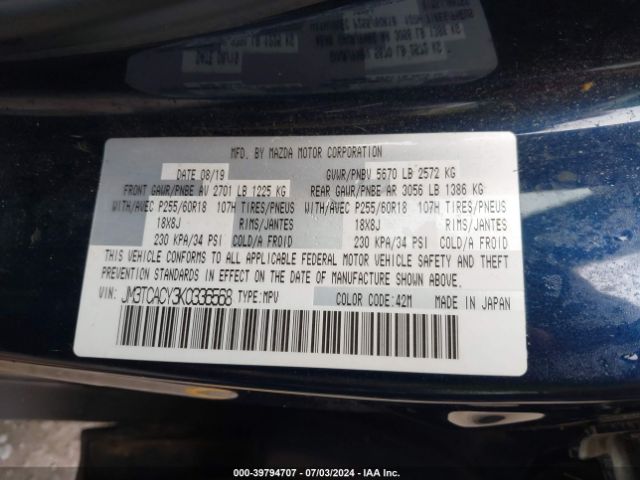 MFD. BY MAZDA MOTOR CORPORATION
DATE 08/19 GVWR/PNBV 5670 LB 2572 KG
FRONT GAWR/PNBE AV 2701 LB 1225 KG REAR GAWR/PNBE AR 3056 LB 1386 KG
WITH/AVEC P255/60R18 107H TIRES/PNEUS WITH/AVEC P255/60R18 107H TIRES/PNEUS
18X8J RIMS/JANTES 18X8J RIMS/JANTES
230 KPA/34 PSI COLD/A FROID 230 KPA/34 PSI COLD/A FROID
THIS VEHICLE CONFORMS TO ALL APPLICABLE FEDERAL MOTOR VEHICLE SAFETY AND THEFT
PREVENTION STANDARDS IN EFFECT ON THE DATE OF MANUFACTURE SHOWN ABOVE.
VIN: JM3TCACY3K0336568 TYPE:MPV COLOR CODE:42M MADE IN JAPAN
000-39794707 - 07/03/2024 - IAA Inc.